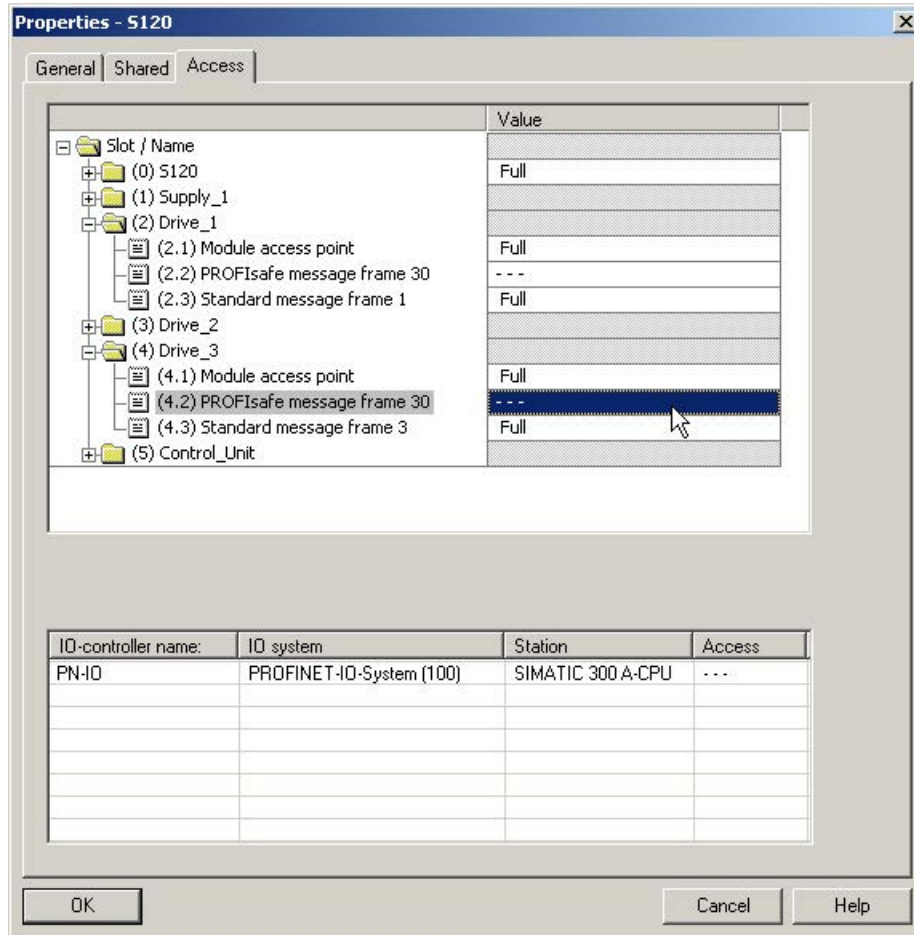 Properties - S120
General Shared Access
Value
Slot / Name
(0) S120 Full
(1) Supply_1
(2) Drive_1
(2.1) Module access point Full
(2.2) PROFIsafe message frame 30 - - -
(2.3) Standard message frame 1 Full
(3) Drive_2
(4) Drive_3
(4.1) Module access point Full
(4.2) PROFIsafe message frame 30 - - -
(4.3) Standard message frame 3 Full
(5) Control_Unit
IO-controller name: IO system Station Access
PN-IO PROFINET-IO-System (100) SIMATIC 300 A-CPU - - -
OK Cancel Help